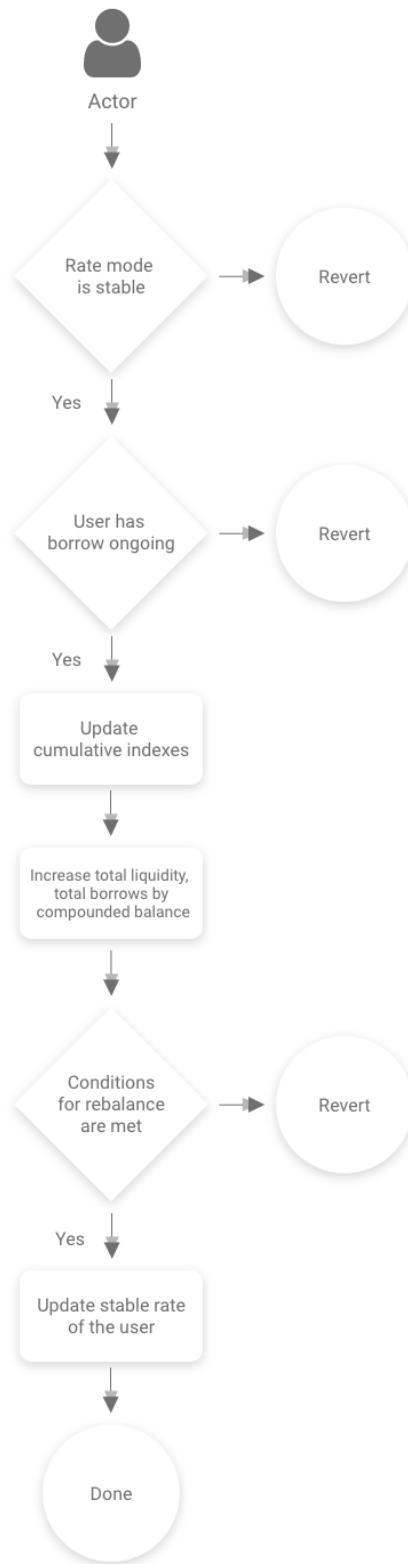 Actor
Rate mode
is stable
Revert
Yes
User has
borrow ongoing
Revert
Yes
Update
cumulative indexes
Increase total liquidity,
total borrows by
compounded balance
Conditions
for rebalance
are met
Revert
Yes
Update stable rate
of the user
Done